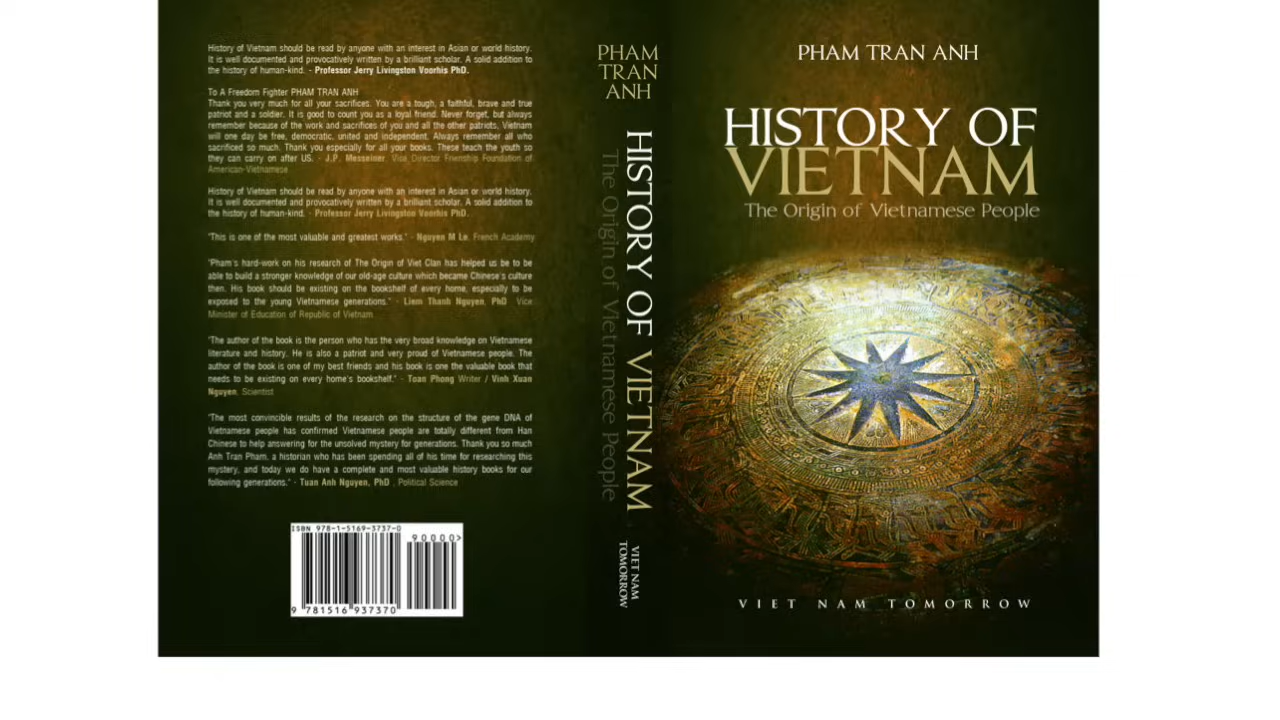 History of Vietnam should be read by anyone with an interest in Asian or world history.
It is well documented and provocatively written by a brilliant scholar. A solid addition to
the history of human-kind. - Professor Jerry Livingston Voorhis PhD.
To A Freedom Fighter PHAM TRAN ANH
Thank you very much for all your sacrifices. You are a tough, a faithful, brave and true
patriot and a soldier. It is good to count you as a loyal friend. Never forget, but always
remember because of the work and sacrifices of you and all the other patriots, Vietnam
will one day be free, democratic, united and independent. Always remember all who
sacrificed so much. Thank you especially for all your books. These teach the youth so
they can carry on after US. - J.P. Messeiner, Vice Director Frienship Foundation of
American-Vietnamese
History of Vietnam should be read by anyone with an interest in Asian or world history.
It is well documented and provocatively written by a brilliant scholar. A solid addition to
the history of human-kind. - Professor Jerry Livingston Voorhis PhD.
"This is one of the most valuable and greatest works." - Nguyen M Le, French Academy
"Pham's hard-work on his research of The Origin of Viet Clan has helped us be to be
able to build a stronger knowledge of our old-age culture which became Chinese's culture
then. His book should be existing on the bookshelf of every home, especially to be
exposed to the young Vietnamese generations." - Liem Thanh Nguyen, PhD Vice
Minister of Education of Republic of Vietnam
"The author of the book is the person who has the very broad knowledge on Vietnamese
literature and history. He is also a patriot and very proud of Vietnamese people. The
author of the book is one of my best friends and his book is one the valuable book that
needs to be existing on every home's bookshelf." - Toan Phong Writer / Vinh Xuan
Nguyen, Scientist
"The most convincible results of the research on the structure of the gene DNA of
Vietnamese people has confirmed Vietnamese people are totally different from Han
Chinese to help answering for the unsolved mystery for generations. Thank you so much
Anh Tran Pham, a historian who has been spending all of his time for researching this
mystery, and today we do have a complete and most valuable history books for our
following generations." - Tuan Anh Nguyen, PhD , Political Science
ISBN 978-1-5169-3737-0
90000>
9 781516 937370
PHAM
TRAN
ANH
HISTORY OF VIETNAM
The Origin of Vietnamese People
VIET NAM
TOMORROW
PHAM TRAN ANH
HISTORY OF
VIETNAM
The Origin of Vietnamese People
VIET NAM TOMORROW